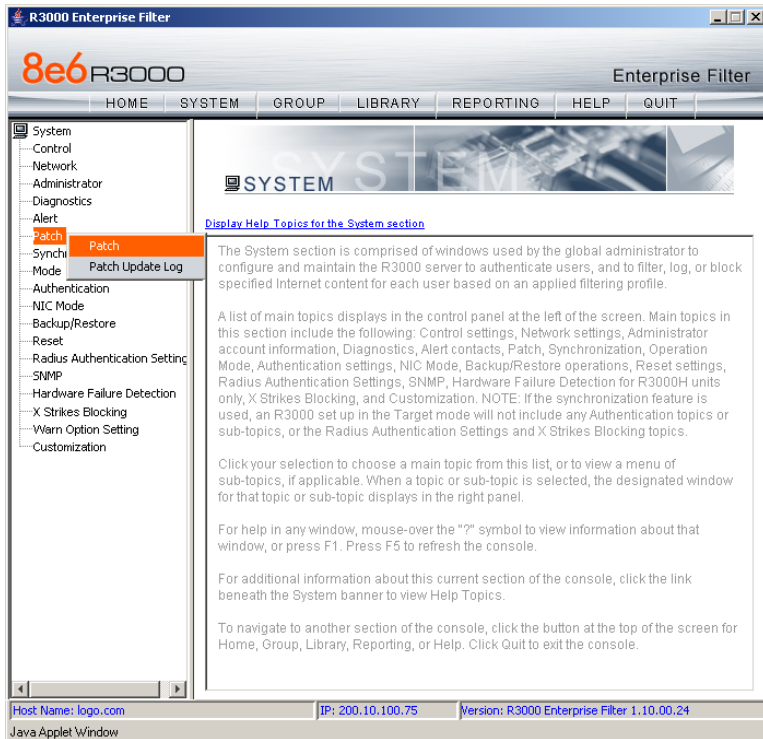 R3000 Enterprise Filter
8e6 R3000
Enterprise Filter
HOME SYSTEM GROUP LIBRARY REPORTING HELP QUIT
System
Control
Network
Administrator
Diagnostics
Alert
Patch
Patch
Patch Update Log
Synchr
Mode
Authentication
NIC Mode
Backup/Restore
Reset
Radius Authentication Setting
SNMP
Hardware Failure Detection
X Strikes Blocking
Warn Option Setting
Customization
SYSTEM
SYSTEM
Display Help Topics for the System section
The System section is comprised of windows used by the global administrator to
configure and maintain the R3000 server to authenticate users, and to filter, log, or block
specified Internet content for each user based on an applied filtering profile.
A list of main topics displays in the control panel at the left of the screen. Main topics in
this section include the following: Control settings, Network settings, Administrator
account information, Diagnostics, Alert contacts, Patch, Synchronization, Operation
Mode, Authentication settings, NIC Mode, Backup/Restore operations, Reset settings,
Radius Authentication Settings, SNMP, Hardware Failure Detection for R3000H units
only, X Strikes Blocking, and Customization. NOTE: If the synchronization feature is
used, an R3000 set up in the Target mode will not include any Authentication topics or
sub-topics, or the Radius Authentication Settings and X Strikes Blocking topics.
Click your selection to choose a main topic from this list, or to view a menu of
sub-topics, if applicable. When a topic or sub-topic is selected, the designated window
for that topic or sub-topic displays in the right panel.
For help in any window, mouse-over the "?" symbol to view information about that
window, or press F1. Press F5 to refresh the console.
For additional information about this current section of the console, click the link
beneath the System banner to view Help Topics.
To navigate to another section of the console, click the button at the top of the screen for
Home, Group, Library, Reporting, or Help. Click Quit to exit the console.
Host Name: logo.com IP: 200.10.100.75 Version: R3000 Enterprise Filter 1.10.00.24
Java Applet Window